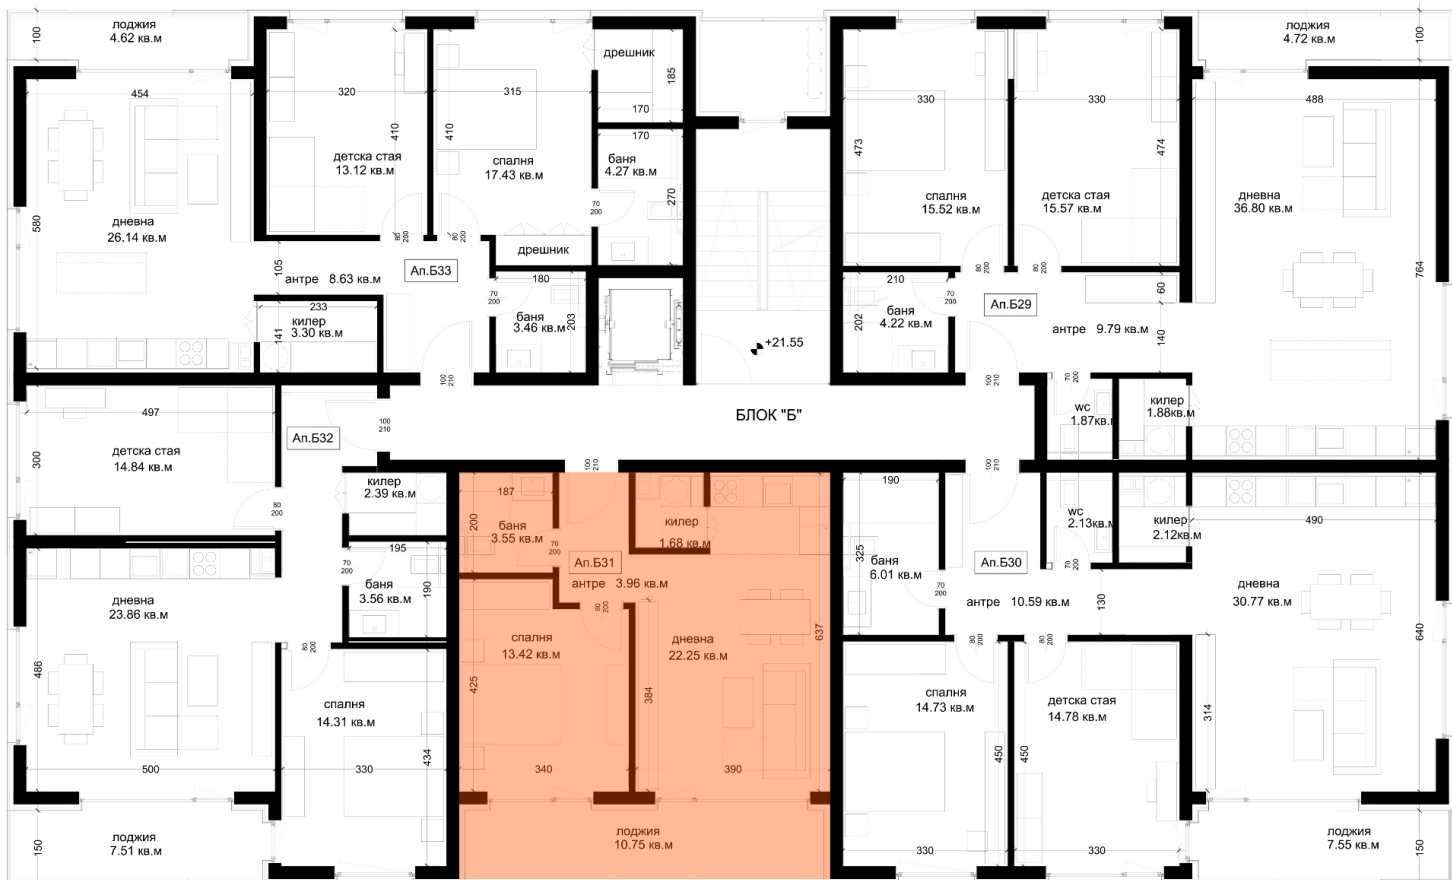 лоджия
4.62 кв.м
100
454
580
дневна
26.14 кв.м
320
410
детска стая
13.12 кв.м
315
410
спалня
17.43 кв.м
дрешник
185
170
170
баня
4.27 кв.м
270
70
200
дрешник
80
200
80
200
105
антре 8.63 кв.м
Ап.Б33
233
килер
3.30 кв.м
141
180
70
200
баня
3.46 кв.м
203
100
210
+21.55
330
473
спалня
15.52 кв.м
330
474
детска стая
15.57 кв.м
лоджия
4.72 кв.м
100
488
дневна
36.80 кв.м
764
80
200
80
200
210
баня
4.22 кв.м
202
70
200
Ап.Б29
60
антре 9.79 кв.м
140
100
210
70
200
wc
1.87кв.м
килер
1.88кв.м
БЛОК "Б"
497
300
детска стая
14.84 кв.м
Ап.Б32
100
210
80
200
килер
2.39 кв.м
195
70
200
баня
3.56 кв.м
190
дневна
23.86 кв.м
486
500
80
200
спалня
14.31 кв.м
434
330
лоджия
7.51 кв.м
150
100
210
187
200
баня
3.55 кв.м
70
200
Ап.Б31
килер
1.68 кв.м
антре 3.96 кв.м
80
200
спалня
13.42 кв.м
425
340
дневна
22.25 кв.м
637
384
390
лоджия
10.75 кв.м
100
210
190
325
баня
6.01 кв.м
70
200
Ап.Б30
антре 10.59 кв.м
wc
2.13кв.м
70
200
килер
2.12кв.м
130
490
дневна
30.77 кв.м
640
314
80
200
80
200
спалня
14.73 кв.м
450
330
детска стая
14.78 кв.м
450
330
лоджия
7.55 кв.м
150